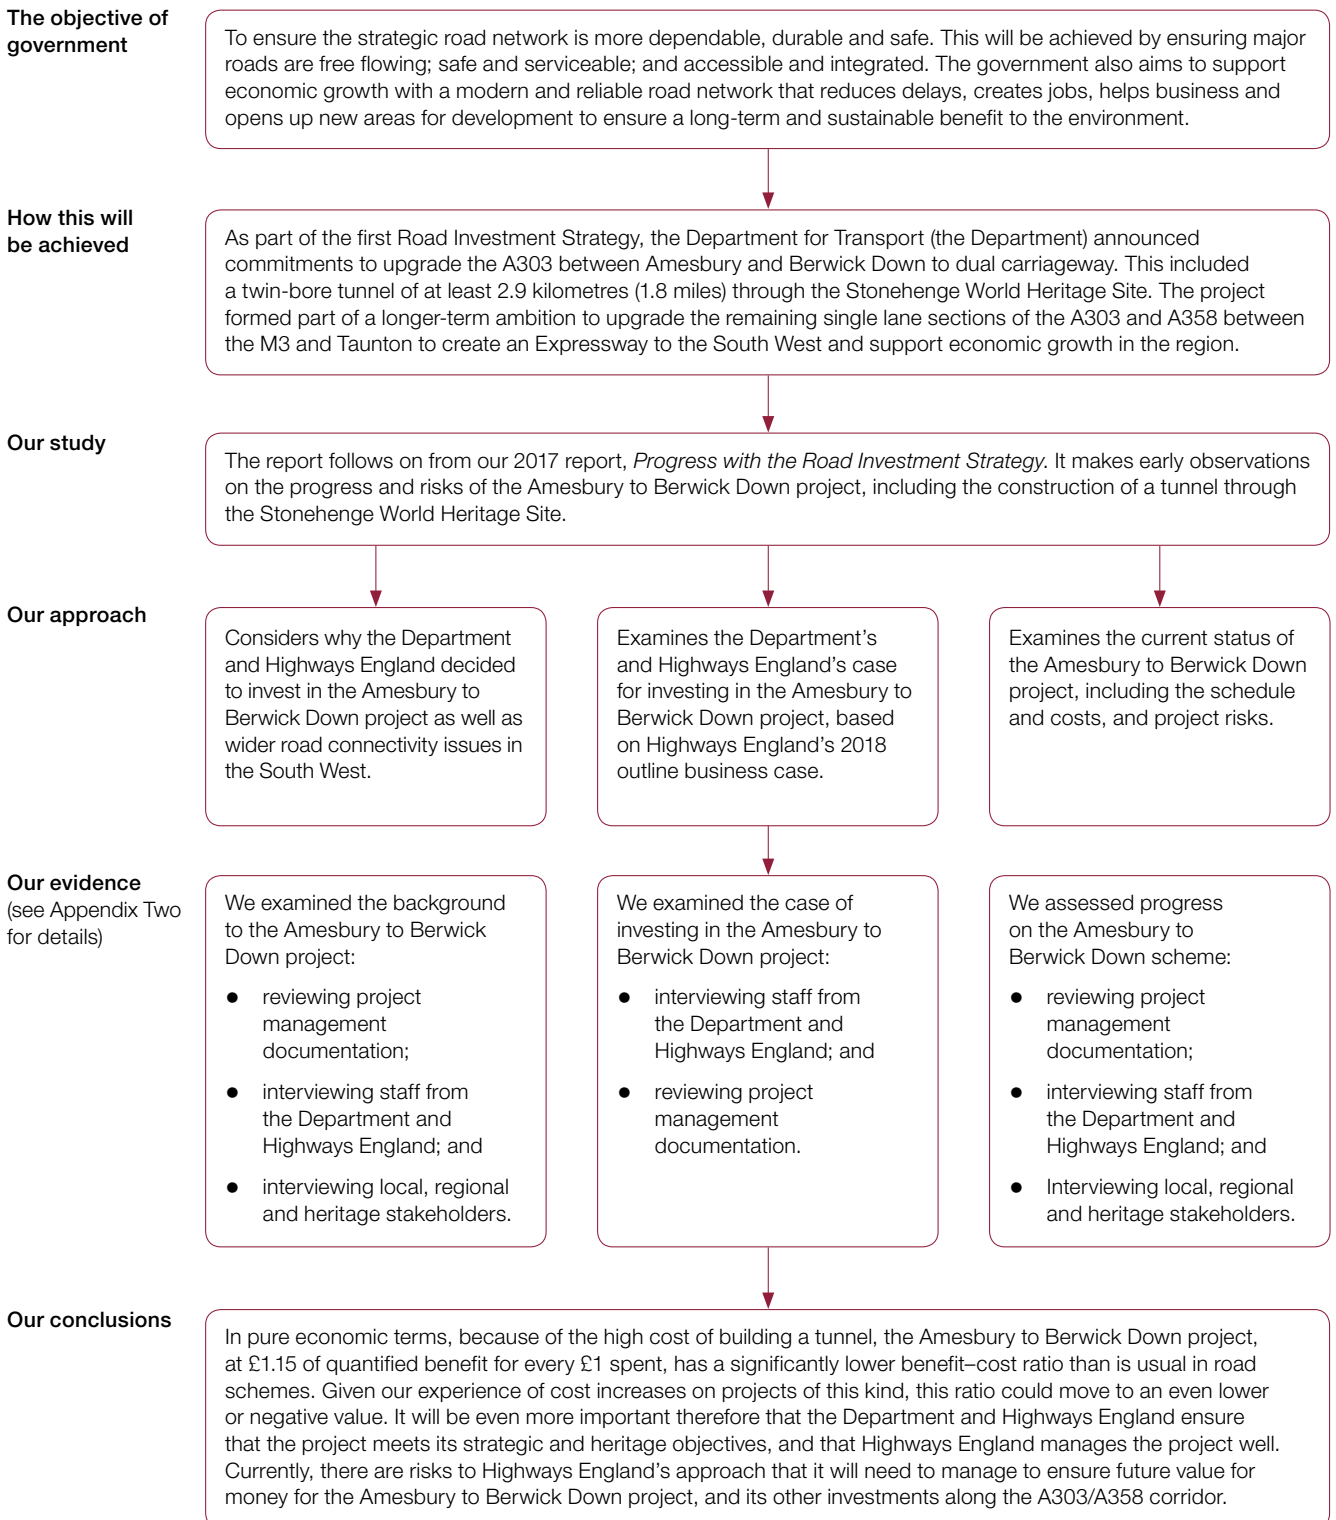 The objective of
government
To ensure the strategic road network is more dependable, durable and safe. This will be achieved by ensuring major
roads are free flowing; safe and serviceable; and accessible and integrated. The government also aims to support
economic growth with a modern and reliable road network that reduces delays, creates jobs, helps business and
opens up new areas for development to ensure a long-term and sustainable benefit to the environment.
How this will
be achieved
As part of the first Road Investment Strategy, the Department for Transport (the Department) announced
commitments to upgrade the A303 between Amesbury and Berwick Down to dual carriageway. This included
a twin-bore tunnel of at least 2.9 kilometres (1.8 miles) through the Stonehenge World Heritage Site. The project
formed part of a longer-term ambition to upgrade the remaining single lane sections of the A303 and A358 between
the M3 and Taunton to create an Expressway to the South West and support economic growth in the region.
Our study
The report follows on from our 2017 report, Progress with the Road Investment Strategy. It makes early observations
on the progress and risks of the Amesbury to Berwick Down project, including the construction of a tunnel through
the Stonehenge World Heritage Site.
Our approach
Considers why the Department
and Highways England decided
to invest in the Amesbury to
Berwick Down project as well as
wider road connectivity issues in
the South West.
Examines the Department's
and Highways England's case
for investing in the Amesbury to
Berwick Down project, based
on Highways England's 2018
outline business case.
Examines the current status of
the Amesbury to Berwick Down
project, including the schedule
and costs, and project risks.
Our evidence
(see Appendix Two
for details)
We examined the background
to the Amesbury to Berwick
Down project:
● reviewing project
management
documentation;
● interviewing staff from
the Department and
Highways England; and
● interviewing local, regional
and heritage stakeholders.
We examined the case of
investing in the Amesbury to
Berwick Down project:
● interviewing staff from
the Department and
Highways England; and
● reviewing project
management
documentation.
We assessed progress
on the Amesbury to
Berwick Down scheme:
● reviewing project
management
documentation;
● interviewing staff from
the Department and
Highways England; and
● Interviewing local, regional
and heritage stakeholders.
Our conclusions
In pure economic terms, because of the high cost of building a tunnel, the Amesbury to Berwick Down project,
at £1.15 of quantified benefit for every £1 spent, has a significantly lower benefit–cost ratio than is usual in road
schemes. Given our experience of cost increases on projects of this kind, this ratio could move to an even lower
or negative value. It will be even more important therefore that the Department and Highways England ensure
that the project meets its strategic and heritage objectives, and that Highways England manages the project well.
Currently, there are risks to Highways England's approach that it will need to manage to ensure future value for
money for the Amesbury to Berwick Down project, and its other investments along the A303/A358 corridor.